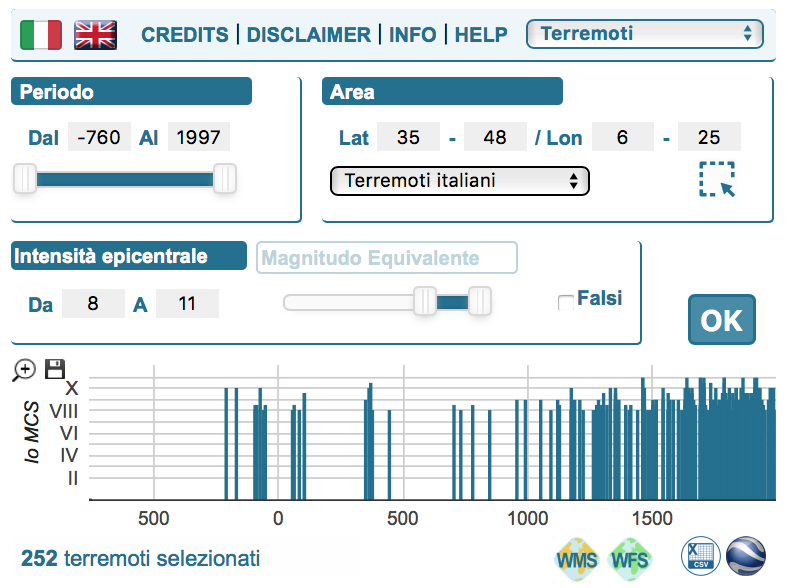 CREDITS | DISCLAIMER | INFO | HELP Terremoti
Periodo Area
Dal -760 Al 1997 Lat 35 - 48 / Lon 6 - 25
Terremoti italiani
Intensità epicentrale Magnitudo Equivalente
Da 8 A 11 Falsi
OK
X
VIII
VI
IV
II
Io MCS
500 0 500 1000 1500
252 terremoti selezionati WMS WFS X CSV